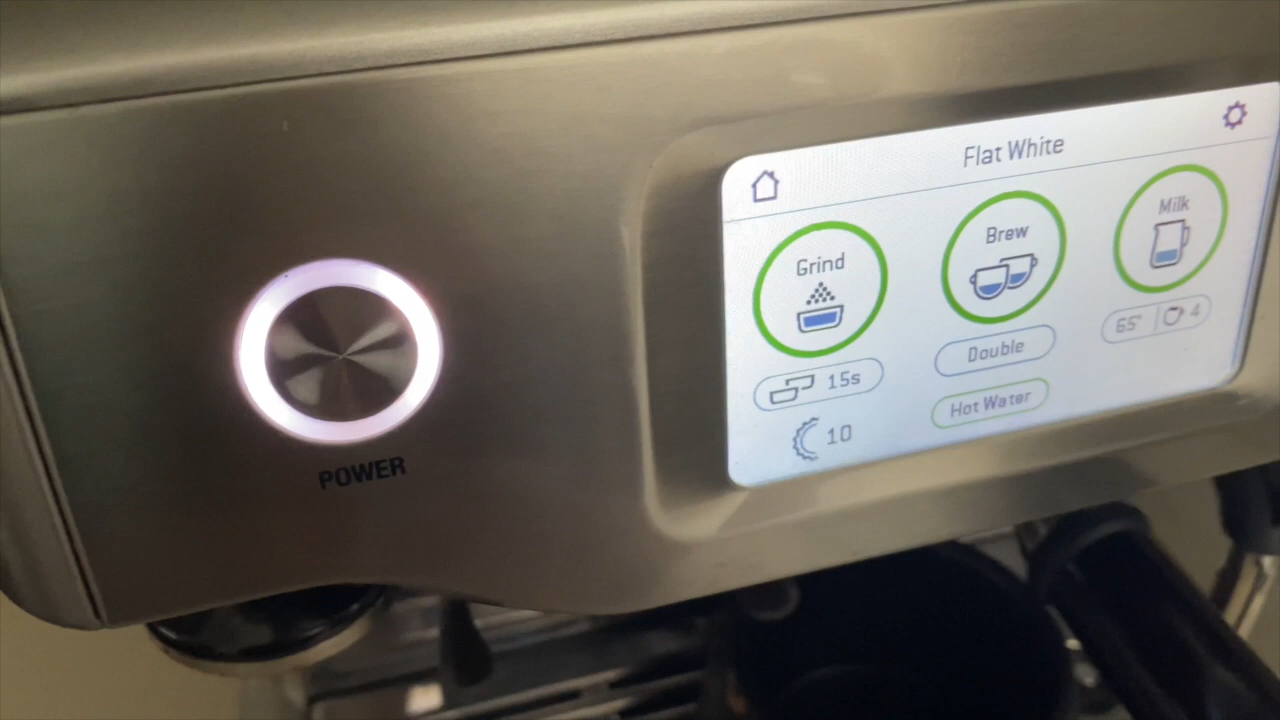 Flat White
Grind
Brew
Milk
15s
Double
65° 4
10
Hot Water
POWER